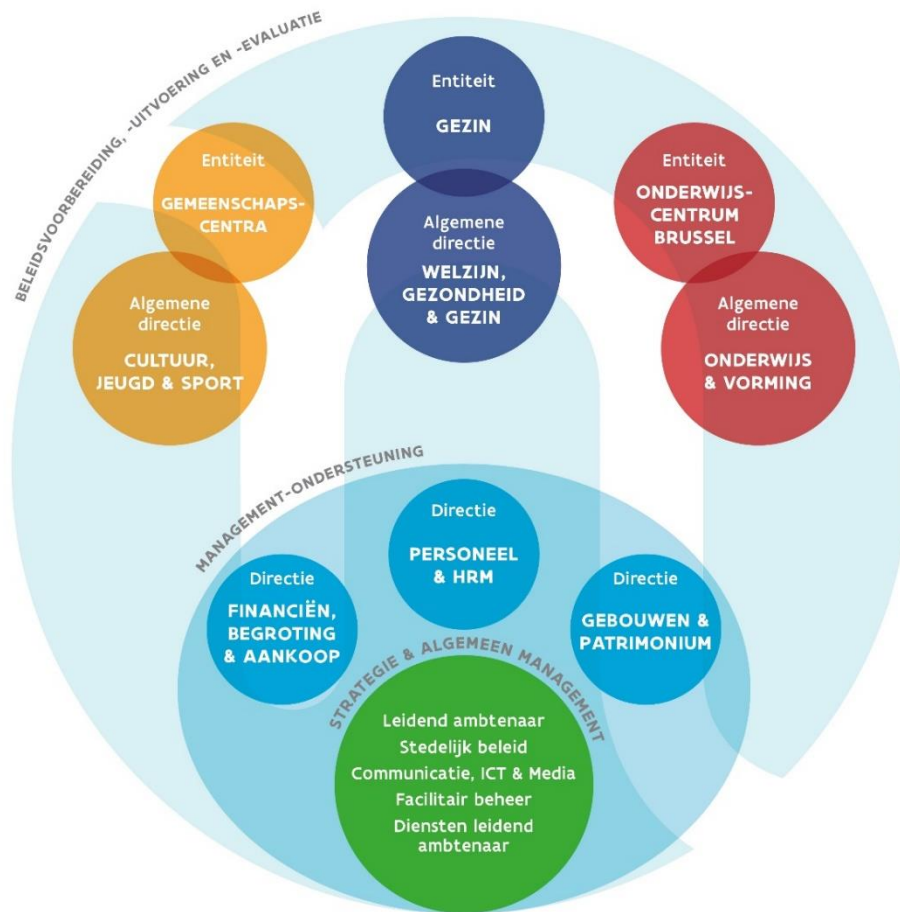 BELEIDSVOORBEREIDING, -UITVOERING EN -EVALUATIE
Entiteit
GEMEENSCHAPS-
CENTRA
Algemene
directie
CULTUUR,
JEUGD & SPORT
Entiteit
GEZIN
Algemene
directie
WELZIJN,
GEZONDHEID
& GEZIN
Entiteit
ONDERWIJS-
CENTRUM
BRUSSEL
Algemene
directie
ONDERWIJS
& VORMING
MANAGEMENT-ONDERSTEUNING
Directie
FINANCIËN,
BEGROTING
& AANKOOP
Directie
PERSONEEL
& HRM
Directie
GEBOUWEN &
PATRIMONIUM
STRATEGIE & ALGEMEEN MANAGEMENT
Leidend ambtenaar
Stedelijk beleid
Communicatie, ICT & Media
Facilitair beheer
Diensten leidend
ambtenaar